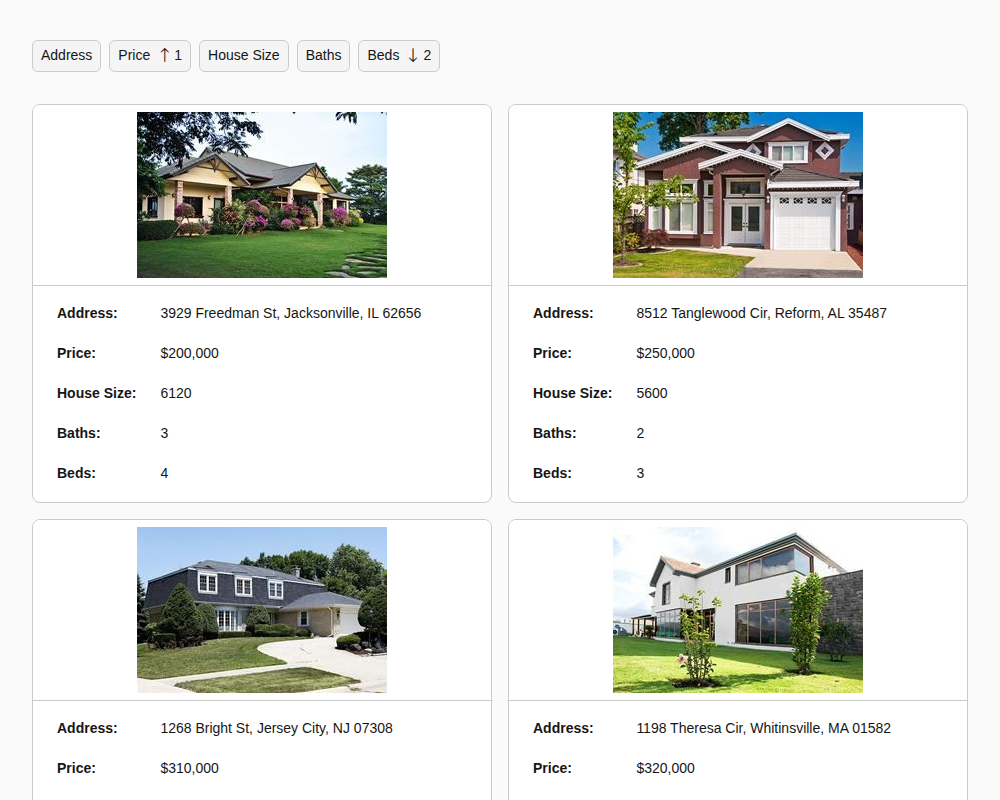 Address Price ↑ 1 House Size Baths Beds ↓ 2
Address: 3929 Freedman St, Jacksonville, IL 62656
Price: $200,000
House Size: 6120
Baths: 3
Beds: 4
Address: 8512 Tanglewood Cir, Reform, AL 35487
Price: $250,000
House Size: 5600
Baths: 2
Beds: 3
Address: 1268 Bright St, Jersey City, NJ 07308
Price: $310,000
Address: 1198 Theresa Cir, Whitinsville, MA 01582
Price: $320,000